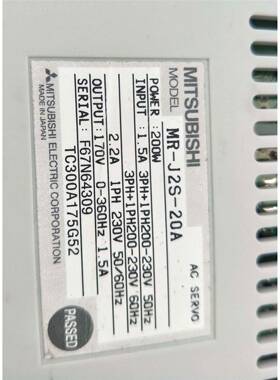 MITSUBISHI AC SERVO
MODEL MR-J2S-20A
POWER : 200W
INPUT : 1.5A 3PH+1PH200-230V 50Hz
3PH+1PH200-230V 60Hz
2.2A 1PH 230V 50/60Hz
OUTPUT: 170V 0-360Hz 1.5A
SERIAL: F67N64309
TC300A175G52
MITSUBISHI ELECTRIC CORPORATION
MADE IN JAPAN
PASSED